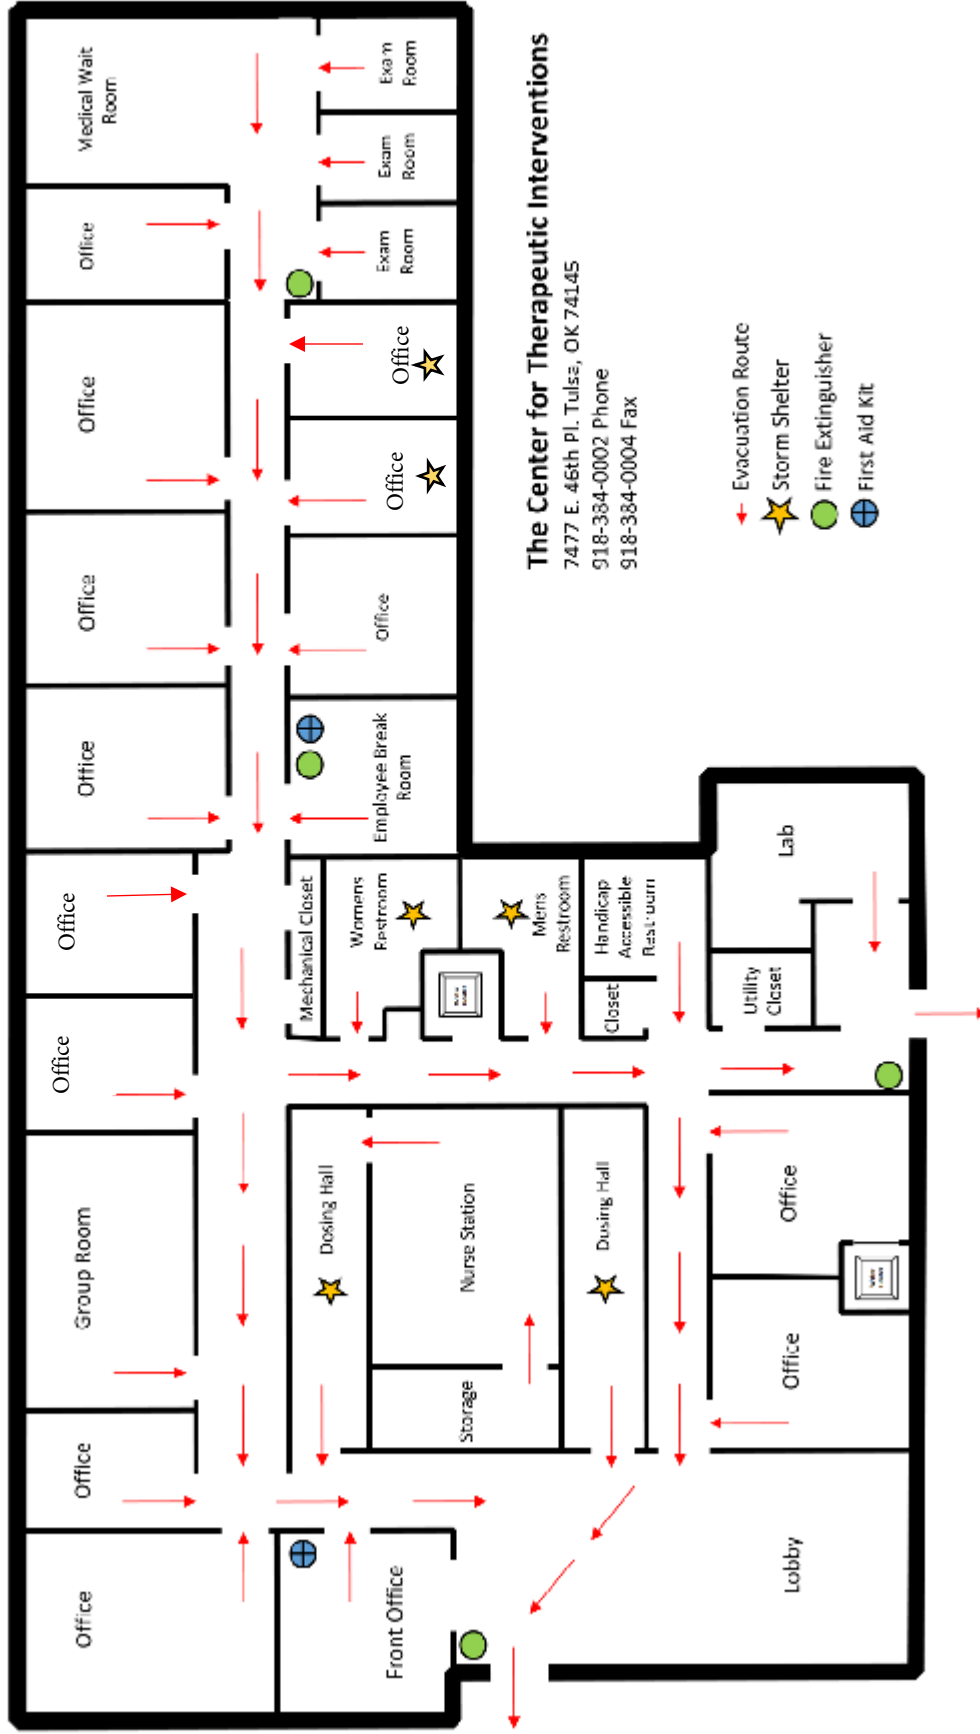 Medical Wait
Room
Office
Office
Office
Office
Office
Office
Group Room
Office
Office
Exam
Room
Exam
Room
Exam
Room
Office
Office
Office
Employee Break
Room
Mechanical Closet
Womens
Restroom
Mens
Restroom
Handicap
Accessible
Restroom
Closet
Utility
Closet
Lab
Dosing Hall
Nurse Station
Storage
Dosing Hall
Office
Office
Front Office
Lobby
The Center for Therapeutic Interventions
7477 E. 46th Pl. Tulsa, OK 74145
918-384-0002 Phone
918-384-0004 Fax
Evacuation Route
Storm Shelter
Fire Extinguisher
First Aid Kit